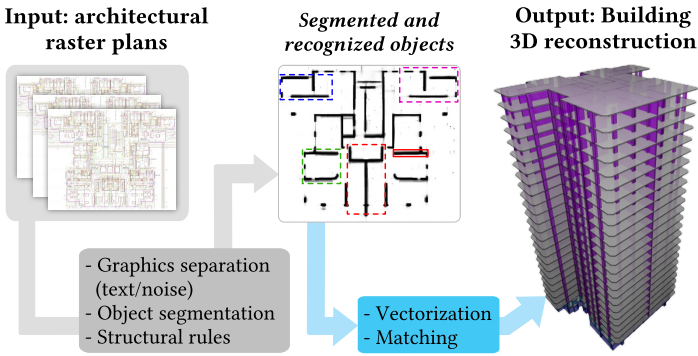 Input: architectural
raster plans
Segmented and
recognized objects
Output: Building
3D reconstruction
- Graphics separation
(text/noise)
- Object segmentation
- Structural rules
- Vectorization
- Matching